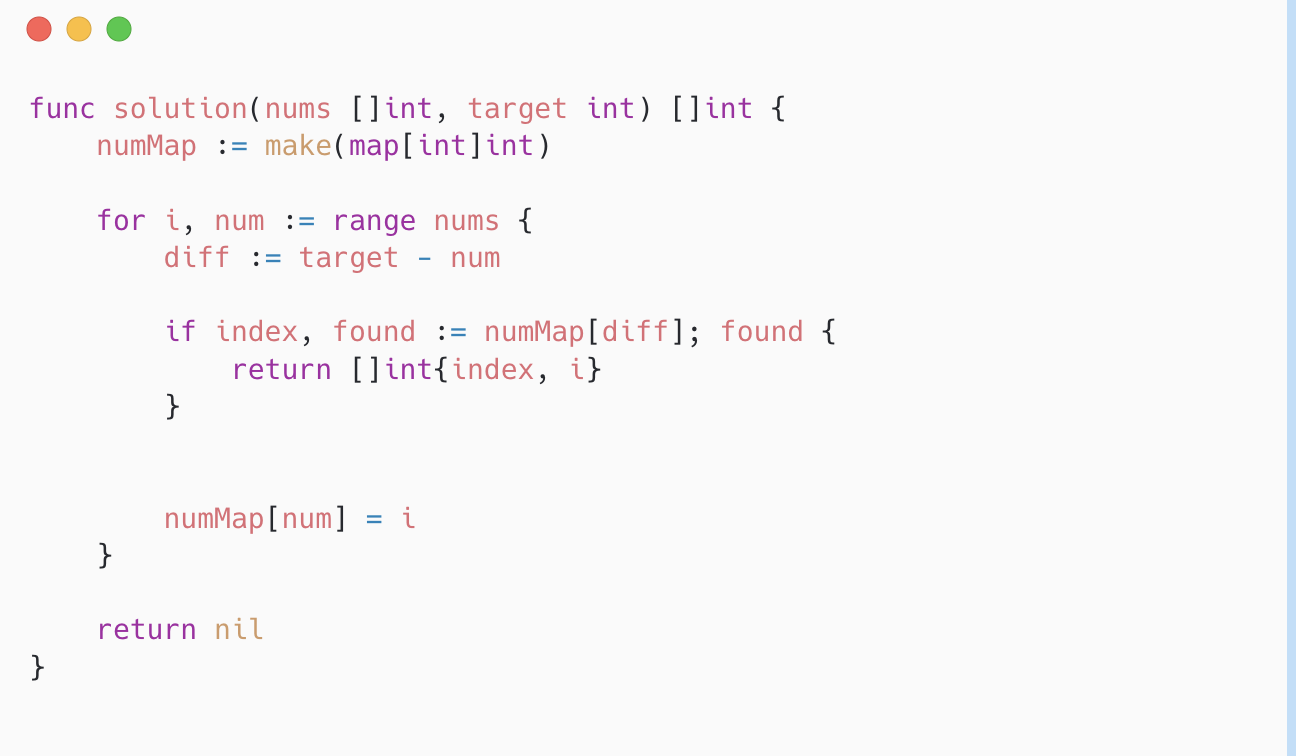 func solution(nums []int, target int) []int {
    numMap := make(map[int]int)
    for i, num := range nums {
        diff := target - num
        if index, found := numMap[diff]; found {
            return []int{index, i}
        }
        numMap[num] = i
    }
    return nil
}